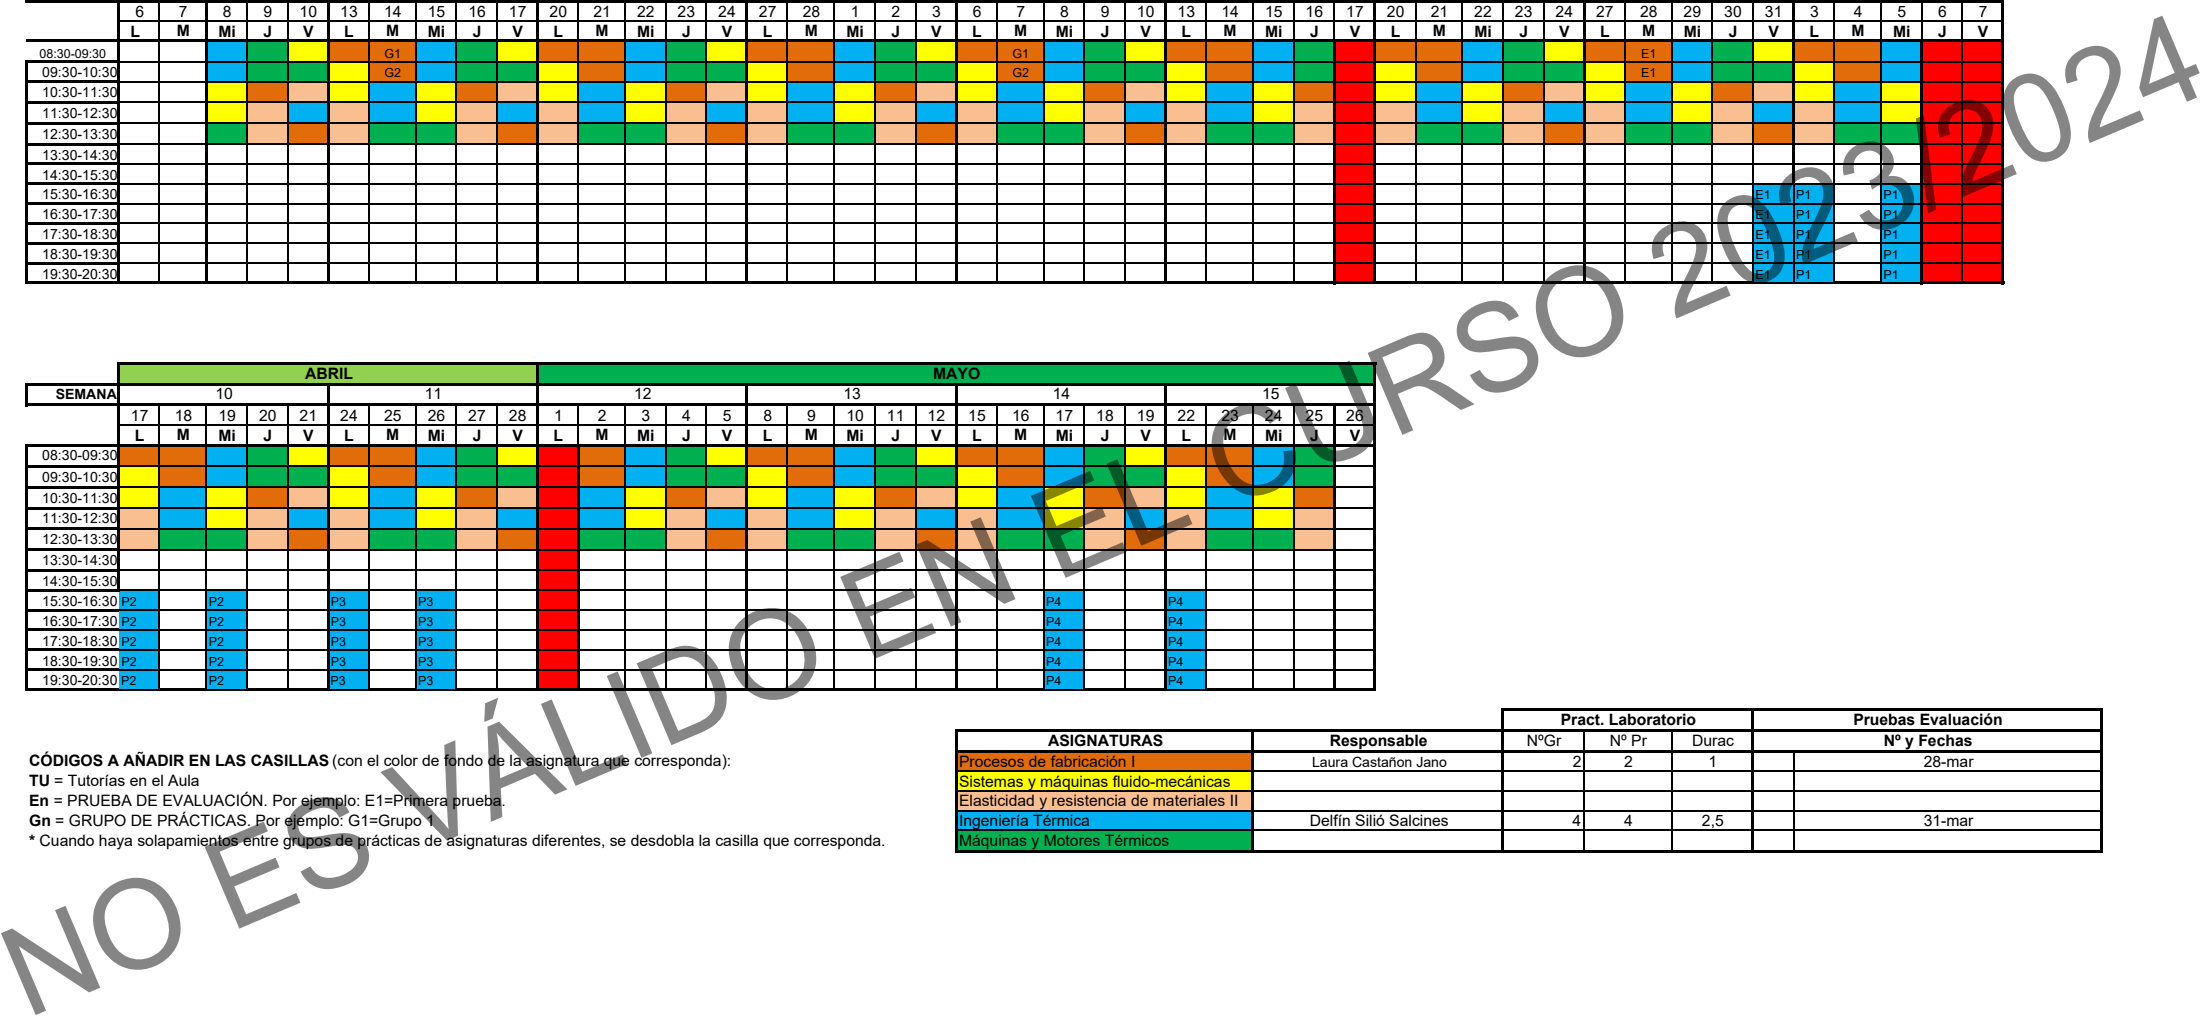 6 7 8 9 10 13 14 15 16 17 20 21 22 23 24 27 28 1 2 3 6 7 8 9 10 13 14 15 16 17 20 21 22 23 24 27 28 29 30 31 3 4 5 6 7
L M Mi J V L M Mi J V L M Mi J V L M Mi J V L M Mi J V L M Mi J V L M Mi J V L M Mi J V L M Mi J V
08:30-09:30 G1 G1 E1
09:30-10:30 G2 G2 E1
10:30-11:30
11:30-12:30
12:30-13:30
13:30-14:30
14:30-15:30
15:30-16:30 E1 P1 P1
16:30-17:30 E1 P1 P1
17:30-18:30 E1 P1 P1
18:30-19:30 E1 P1 P1
19:30-20:30 E1 P1 P1
ABRIL MAYO
SEMANA 10 11 12 13 14 15
17 18 19 20 21 24 25 26 27 28 1 2 3 4 5 8 9 10 11 12 15 16 17 18 19 22 23 24 25 26
L M Mi J V L M Mi J V L M Mi J V L M Mi J V L M Mi J V L M Mi J V
08:30-09:30
09:30-10:30
10:30-11:30
11:30-12:30
12:30-13:30
13:30-14:30
14:30-15:30
15:30-16:30 P2 P2 P3 P3 P4 P4
16:30-17:30 P2 P2 P3 P3 P4 P4
17:30-18:30 P2 P2 P3 P3 P4 P4
18:30-19:30 P2 P2 P3 P3 P4 P4
19:30-20:30 P2 P2 P3 P3 P4 P4
CÓDIGOS A AÑADIR EN LAS CASILLAS (con el color de fondo de la asignatura que corresponda):
TU = Tutorías en el Aula
En = PRUEBA DE EVALUACIÓN. Por ejemplo: E1=Primera prueba.
Gn = GRUPO DE PRÁCTICAS. Por ejemplo: G1=Grupo 1
* Cuando haya solapamientos entre grupos de prácticas de asignaturas diferentes, se desdobla la casilla que corresponda.
Pract. Laboratorio Pruebas Evaluación
ASIGNATURAS Responsable NºGr Nº Pr Durac Nº y Fechas
Procesos de fabricación I Laura Castañon Jano 2 2 1 28-mar
Sistemas y máquinas fluido-mecánicas
Elasticidad y resistencia de materiales II
Ingeniería Térmica Delfín Silió Salcines 4 4 2,5 31-mar
Máquinas y Motores Térmicos
NO ES VÁLIDO EN EL CURSO 2023/2024